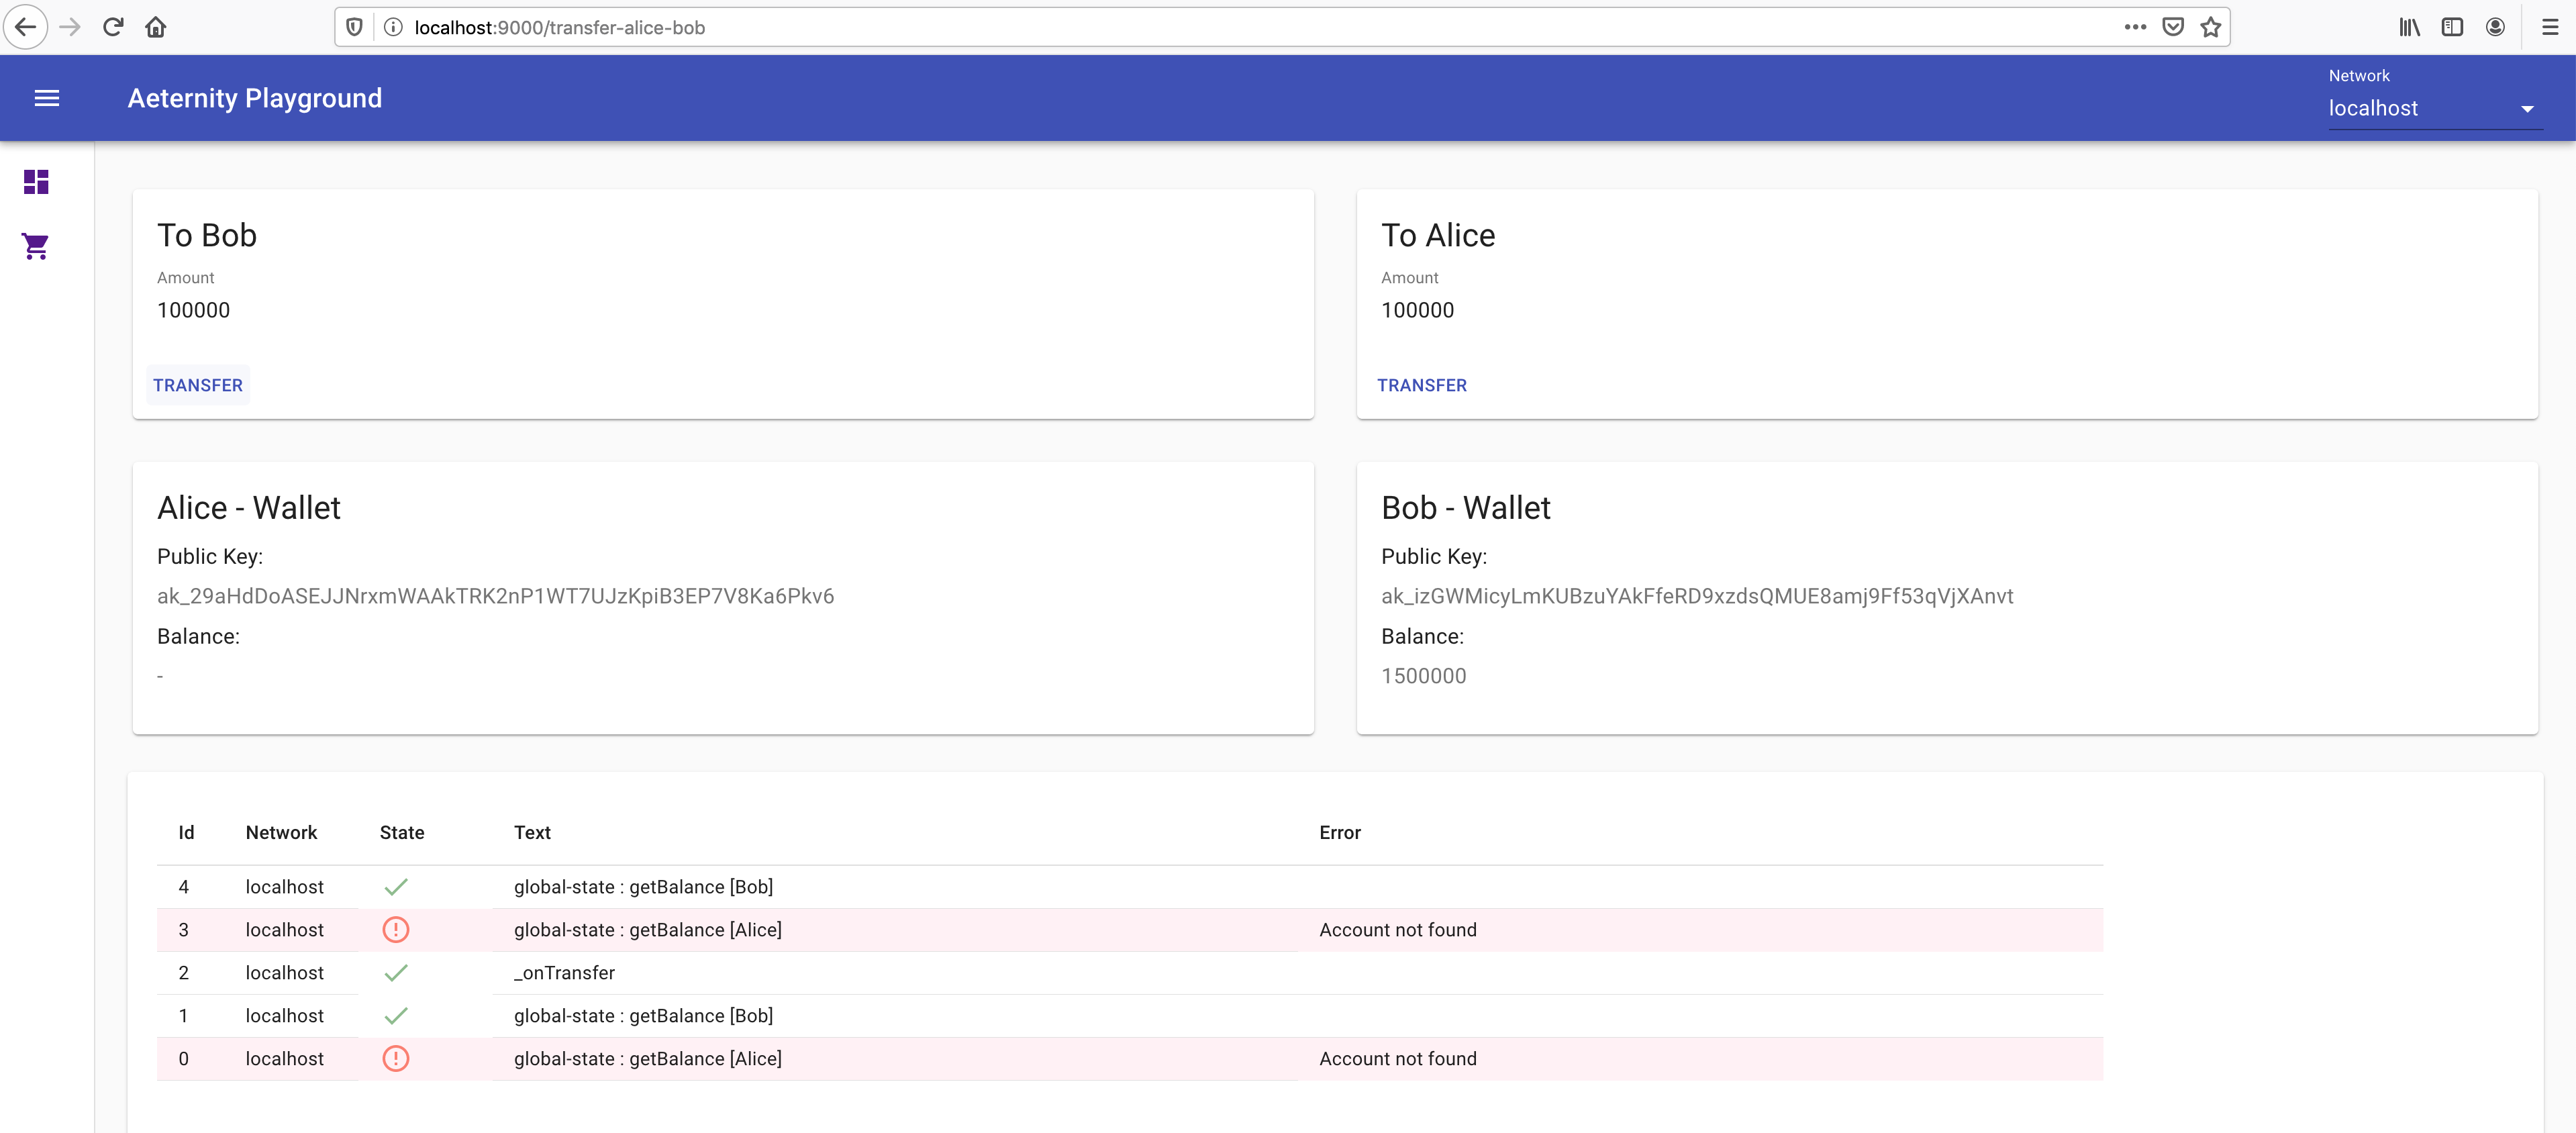 localhost:9000/transfer-alice-bob
Aeternity Playground
Network
localhost
To Bob
Amount
100000
TRANSFER
To Alice
Amount
100000
TRANSFER
Alice - Wallet
Public Key:
ak_29aHdDoASEJJNrxmWAAkTRK2nP1WT7UJzKpiB3EP7V8Ka6Pkv6
Balance:
-
Bob - Wallet
Public Key:
ak_izGWMicyLmKUBzuYAkFfeRD9xzdsQMUE8amj9Ff53qVjXAnvt
Balance:
1500000
Id Network State Text Error
4 localhost global-state : getBalance [Bob]
3 localhost global-state : getBalance [Alice] Account not found
2 localhost _onTransfer
1 localhost global-state : getBalance [Bob]
0 localhost global-state : getBalance [Alice] Account not found